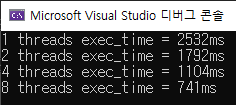 Microsoft Visual Studio 디버그 콘솔
1 threads exec_time = 2532ms
2 threads exec_time = 1792ms
4 threads exec_time = 1104ms
8 threads exec_time = 741ms